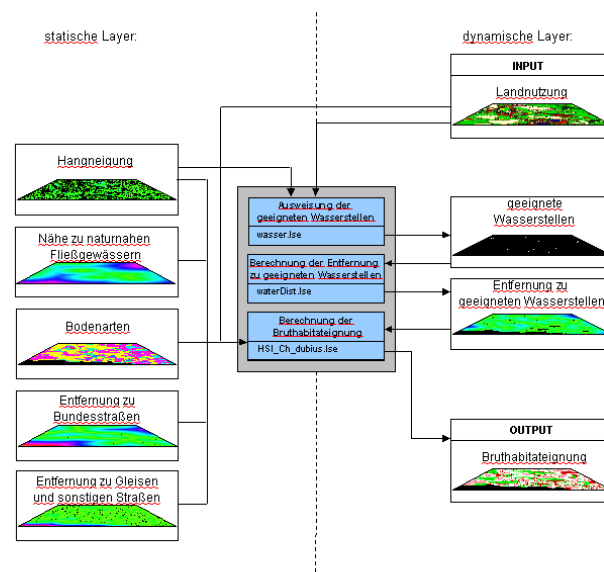 statische Layer:
dynamische Layer:
INPUT
Landnutzung
Hangneigung
Nähe zu naturnahen
Fließgewässern
Bodenarten
Entfernung zu
Bundesstraßen
Entfernung zu Gleisen
und sonstigen Straßen
Ausweisung der
geeigneten Wasserstellen
wasser.lse
Berechnung der Entfernung
zu geeigneten Wasserstellen
waterDist.lse
Berechnung der
Bruthabitateignung
HSI_Ch_dubius.lse
geeignete
Wasserstellen
Entfernung zu
geeigneten Wasserstellen
OUTPUT
Bruthabitateignung